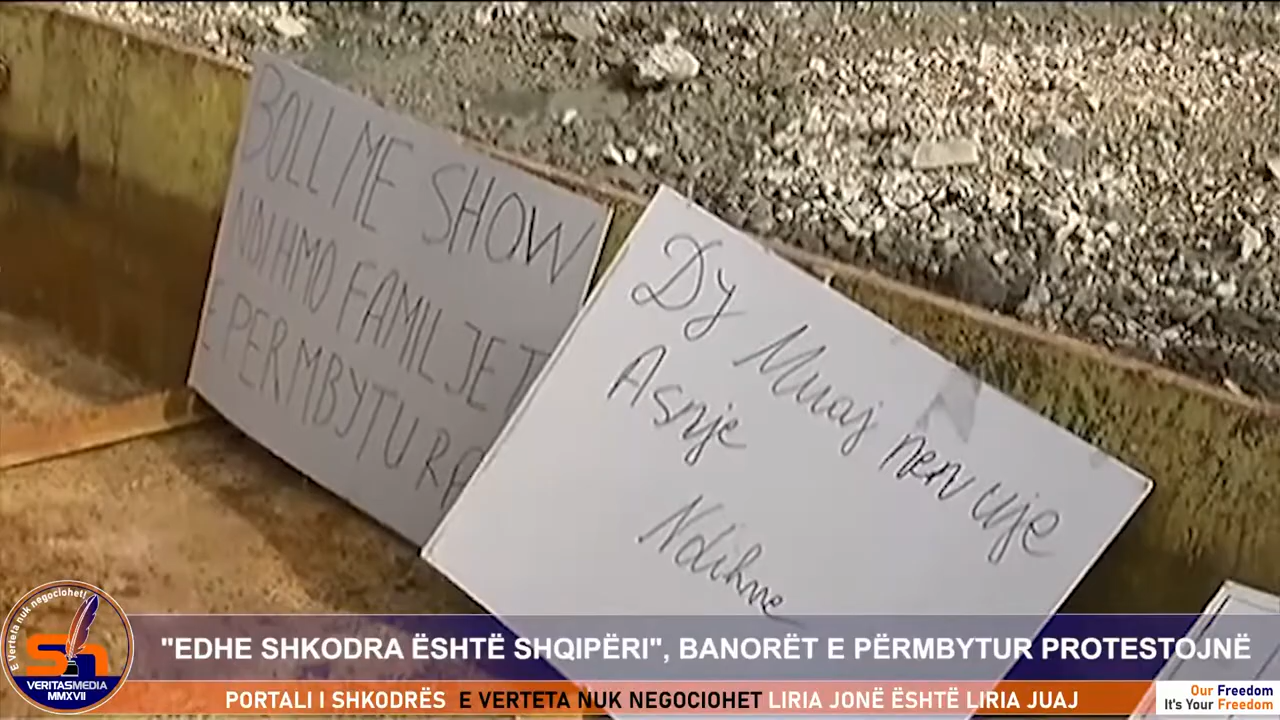 BOLL ME SHOW
NDIHMO FAMILJET
E PERMBYTURA
Dy Muaj nen uje
Asnje
Ndihme
E Verteta nuk negociohet!
sh
VERITASMEDIA
MMXVII
"EDHE SHKODRA ËSHTË SHQIPËRI", BANORËT E PËRMBYTUR PROTESTOJNË
PORTALI I SHKODRËS E VERTETA NUK NEGOCIOHET LIRIA JONË ËSHTË LIRIA JUAJ
Our Freedom
It's Your Freedom